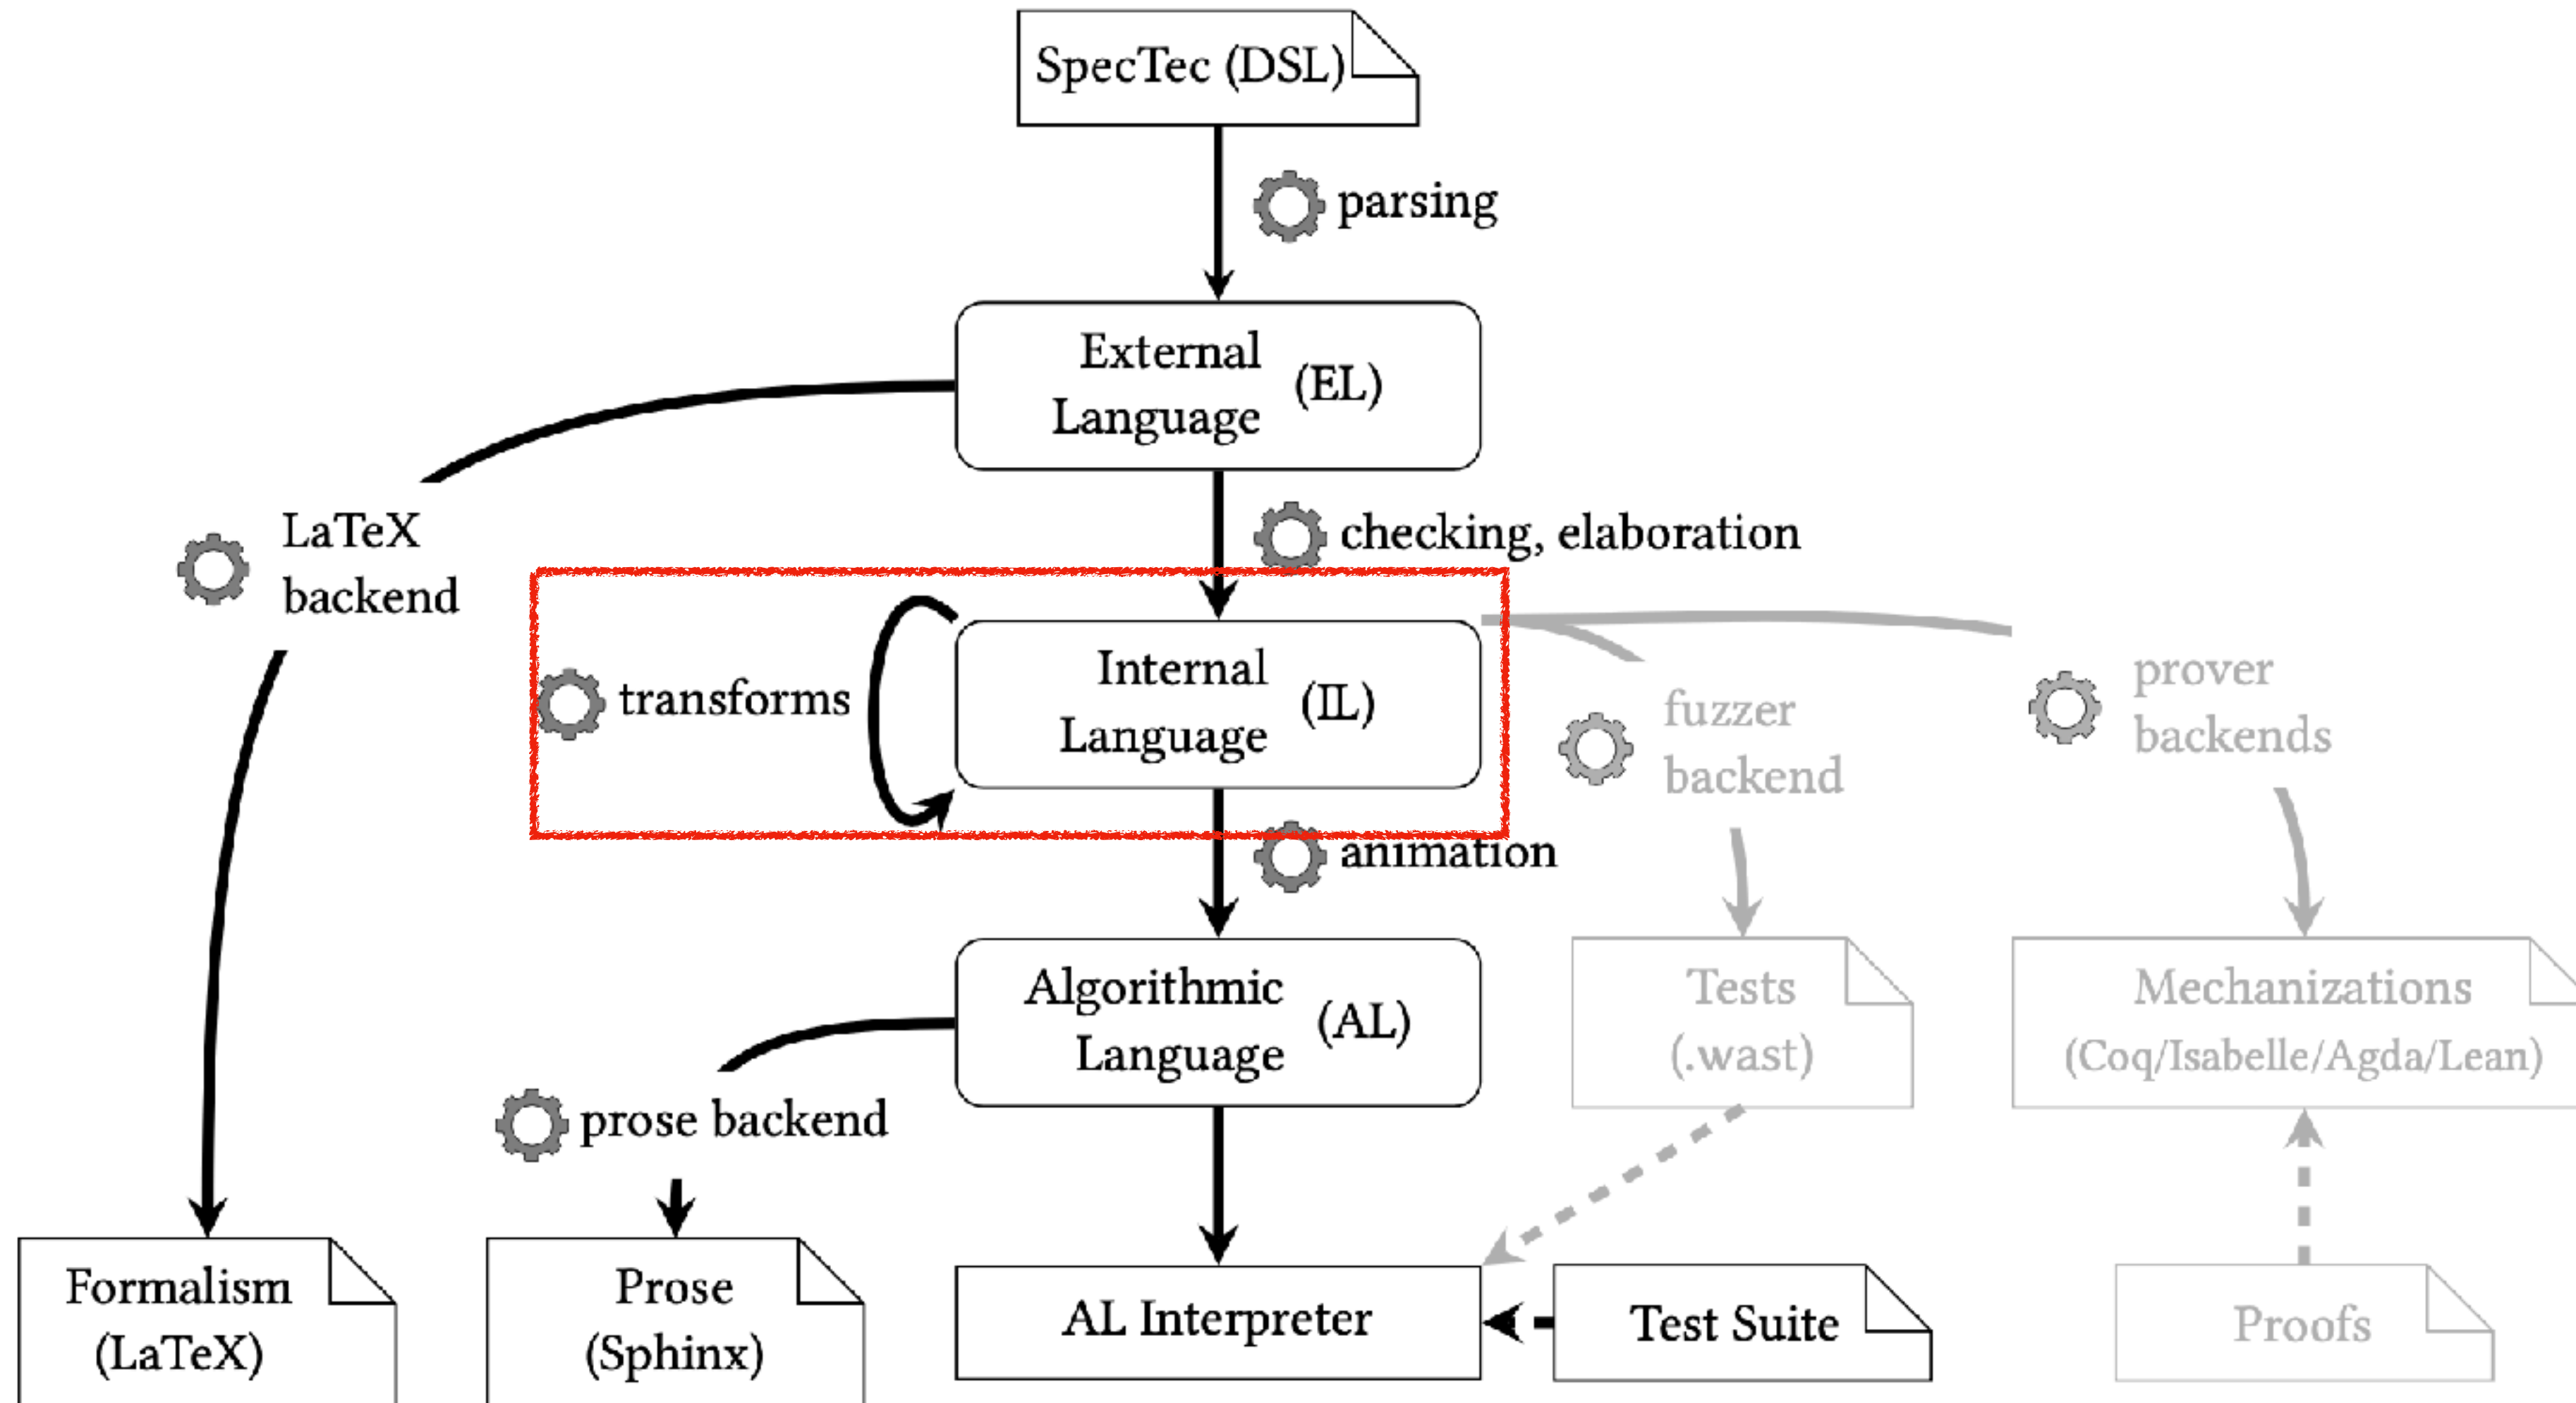 SpecTec (DSL)
parsing
External
Language
(EL)
LaTeX
backend
checking, elaboration
transforms
Internal
Language
(IL)
fuzzer
backend
prover
backends
animation
Algorithmic
Language
(AL)
Tests
(.wast)
Mechanizations
(Coq/Isabelle/Agda/Lean)
prose backend
Formalism
(LaTeX)
Prose
(Sphinx)
AL Interpreter
Test Suite
Proofs